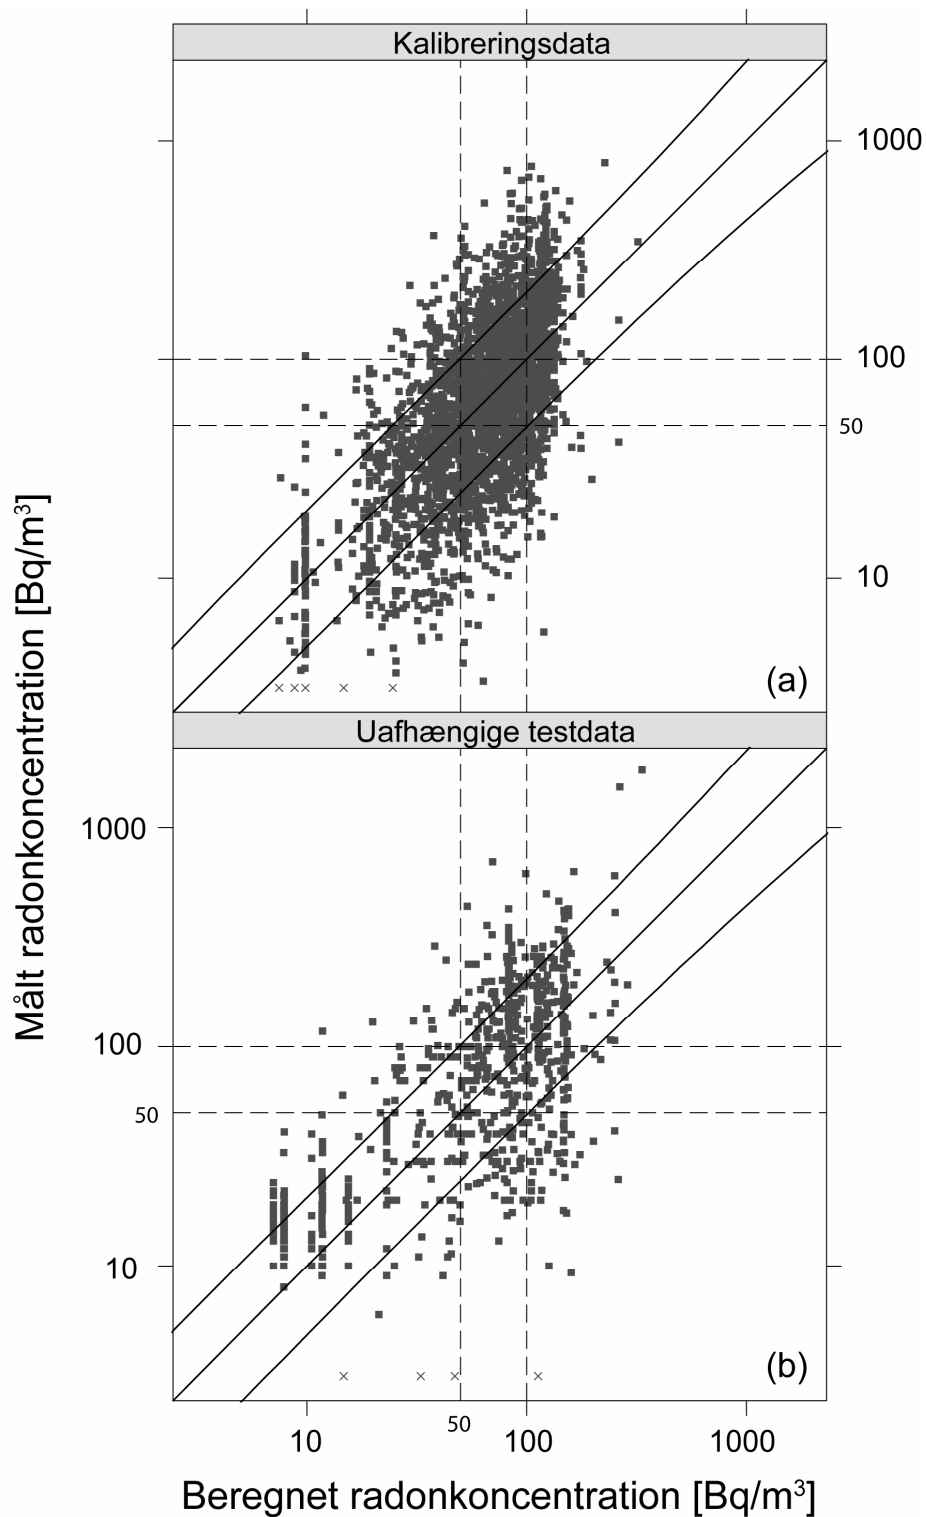 Kalibreringsdata
1000
100
50
10
(a)
Uafhængige testdata
1000
100
50
10
(b)
10
50
100
1000
Målt radonkoncentration [Bq/m³]
Beregnet radonkoncentration [Bq/m³]